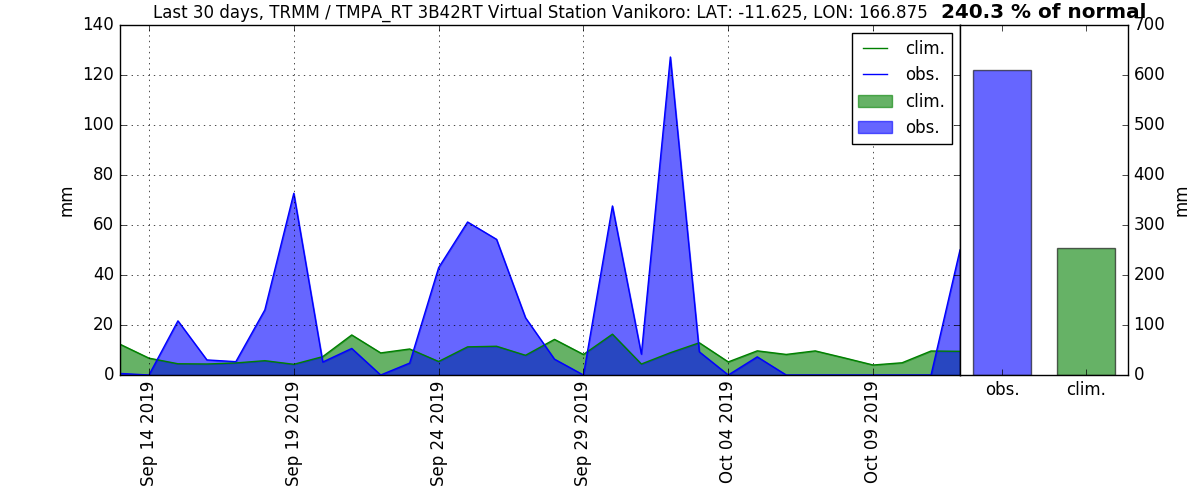 Last 30 days, TRMM / TMPA_RT 3B42RT Virtual Station Vanikoro: LAT: -11.625, LON: 166.875 240.3 % of normal
140
120
100
80
60
40
20
0
mm
clim.
obs.
clim.
obs.
Sep 14 2019
Sep 19 2019
Sep 24 2019
Sep 29 2019
Oct 04 2019
Oct 09 2019
700
600
500
400
300
200
100
0
mm
obs. clim.